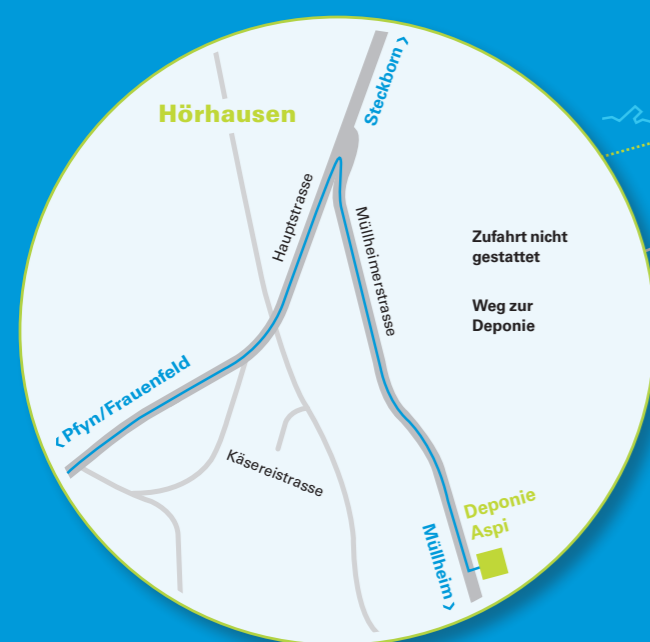 Steckborn >
Hörhausen
Hauptstrasse
Müllheimerstrasse
Zufahrt nicht
gestattet
Weg zur
Deponie
< Pfyn/Frauenfeld
Käsereistrasse
Deponie
Aspi
Müllheim >